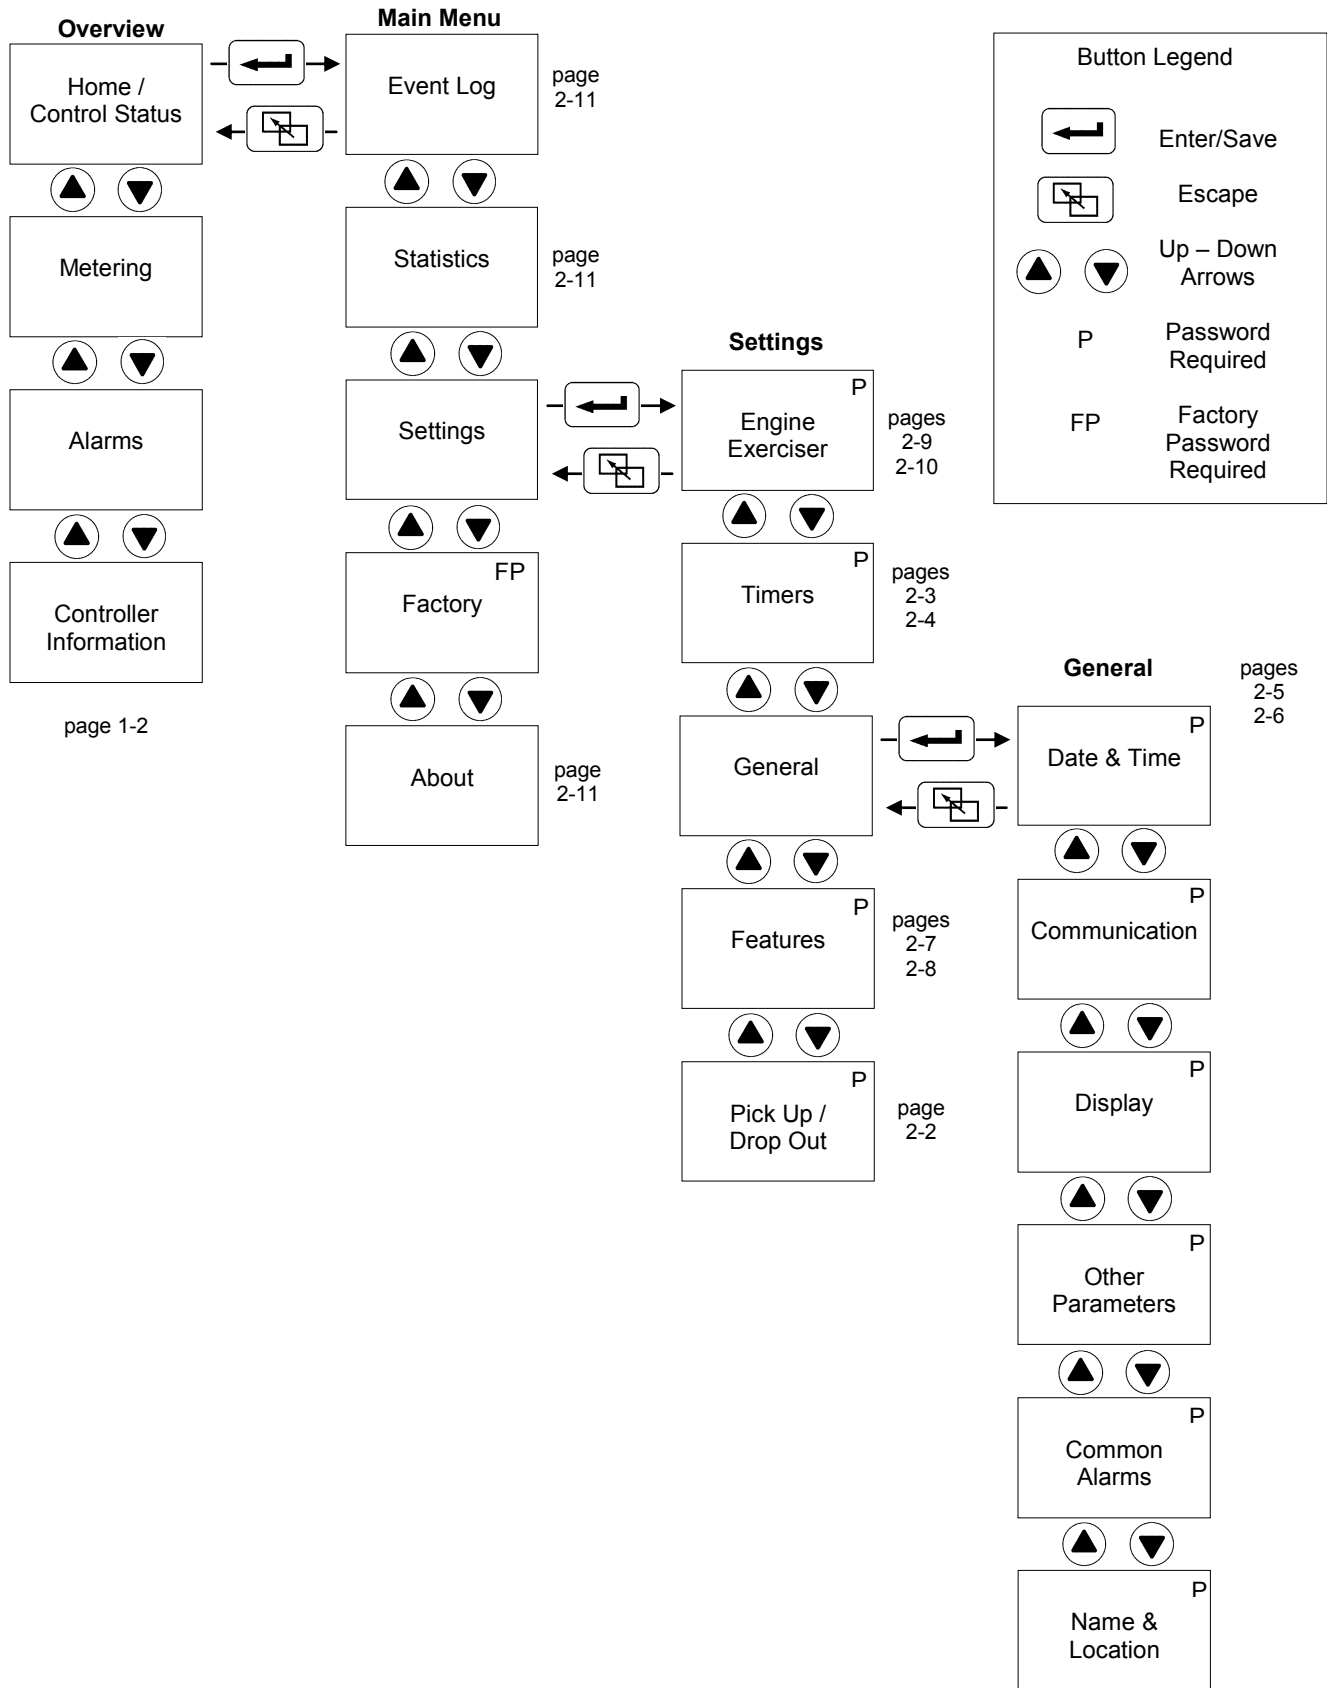 Overview
Home /
Control Status
Metering
Alarms
Controller
Information
page 1-2
Main Menu
Event Log
page
2-11
Statistics
page
2-11
Settings
FP
Factory
About
page
2-11
Settings
P
Engine
Exerciser
pages
2-9
2-10
P
Timers
pages
2-3
2-4
General
P
Features
pages
2-7
2-8
P
Pick Up /
Drop Out
page
2-2
General
pages
2-5
2-6
P
Date & Time
P
Communication
P
Display
P
Other
Parameters
P
Common
Alarms
P
Name &
Location
Button Legend
Enter/Save
Escape
Up – Down
Arrows
P
Password
Required
FP
Factory
Password
Required